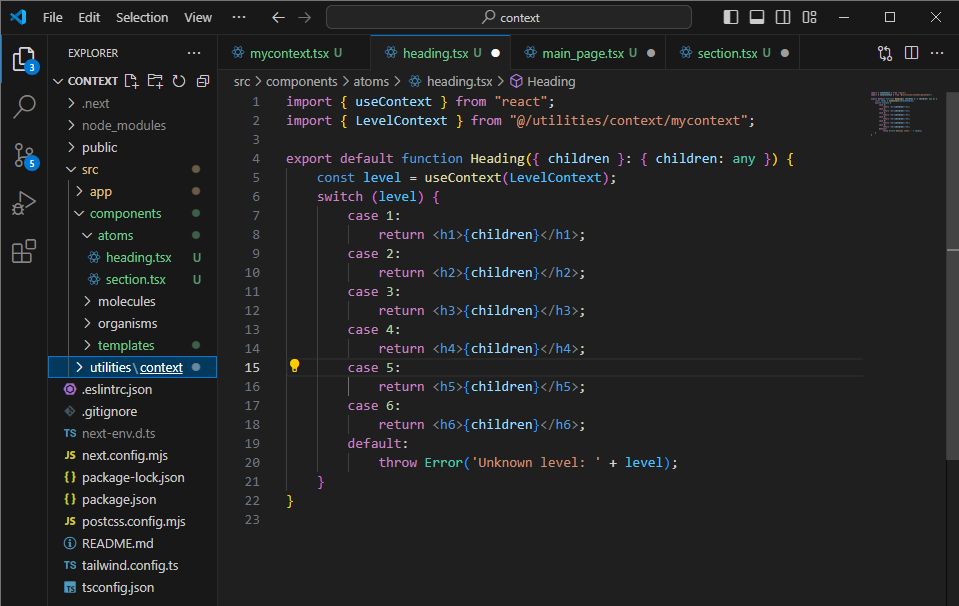 File Edit Selection View ··· context
EXPLORER ···
mycontext.tsx U heading.tsx U main_page.tsx U section.tsx U ···
CONTEXT
.next
node_modules
public
src
app
components
atoms
heading.tsx U
section.tsx U
molecules
organisms
templates
utilities\context
.eslintrc.json
.gitignore
TS next-env.d.ts
JS next.config.mjs
{} package-lock.json
{} package.json
JS postcss.config.mjs
README.md
TS tailwind.config.ts
TS tsconfig.json
3
5
src > components > atoms > heading.tsx > Heading
1 import { useContext } from "react";
2 import { LevelContext } from "@/utilities/context/mycontext";
3
4 export default function Heading({ children }: { children: any }) {
5 const level = useContext(LevelContext);
6 switch (level) {
7 case 1:
8 return <h1>{children}</h1>;
9 case 2:
10 return <h2>{children}</h2>;
11 case 3:
12 return <h3>{children}</h3>;
13 case 4:
14 return <h4>{children}</h4>;
15 case 5:
16 return <h5>{children}</h5>;
17 case 6:
18 return <h6>{children}</h6>;
19 default:
20 throw Error('Unknown level: ' + level);
21 }
22 }
23